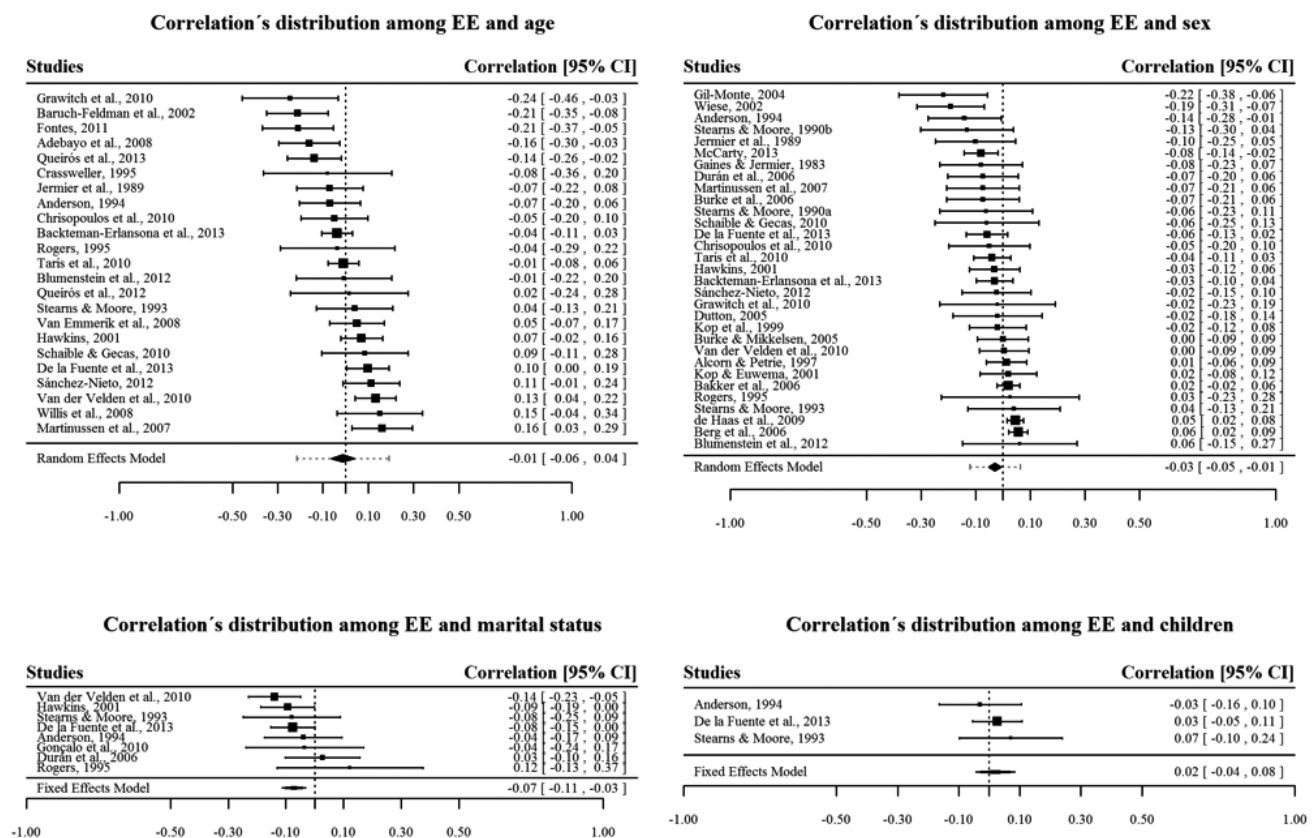 Correlation´s distribution among EE and age
Studies Correlation [95% CI]
Grawitch et al., 2010 -0.24 [ -0.46 , -0.03 ]
Baruch-Feldman et al., 2002 -0.21 [ -0.35 , -0.08 ]
Fontes, 2011 -0.21 [ -0.37 , -0.05 ]
Adebayo et al., 2008 -0.16 [ -0.30 , -0.03 ]
Queirós et al., 2013 -0.14 [ -0.26 , -0.02 ]
Crassweller, 1995 -0.08 [ -0.36 , 0.20 ]
Jermier et al., 1989 -0.07 [ -0.22 , 0.08 ]
Anderson, 1994 -0.07 [ -0.20 , 0.06 ]
Chrisopoulos et al., 2010 -0.05 [ -0.20 , 0.10 ]
Backteman-Erlansona et al., 2013 -0.04 [ -0.11 , 0.03 ]
Rogers, 1995 -0.04 [ -0.29 , 0.22 ]
Taris et al., 2010 -0.01 [ -0.08 , 0.06 ]
Blumenstein et al., 2012 -0.01 [ -0.22 , 0.20 ]
Queirós et al., 2012 0.02 [ -0.24 , 0.28 ]
Stearns & Moore, 1993 0.04 [ -0.13 , 0.21 ]
Van Emmerik et al., 2008 0.05 [ -0.07 , 0.17 ]
Hawkins, 2001 0.07 [ -0.02 , 0.16 ]
Schaible & Gecas, 2010 0.09 [ -0.11 , 0.28 ]
De la Fuente et al., 2013 0.10 [ 0.00 , 0.19 ]
Sánchez-Nieto, 2012 0.11 [ -0.01 , 0.24 ]
Van der Velden et al., 2010 0.13 [ 0.04 , 0.22 ]
Willis et al., 2008 0.15 [ -0.04 , 0.34 ]
Martinussen et al., 2007 0.16 [ 0.03 , 0.29 ]
Random Effects Model -0.01 [ -0.06 , 0.04 ]
-1.00 -0.50 -0.30 -0.10 0.10 0.30 0.50 1.00
Correlation´s distribution among EE and sex
Studies Correlation [95% CI]
Gil-Monte, 2004 -0.22 [ -0.38 , -0.06 ]
Wiese, 2002 -0.19 [ -0.31 , -0.07 ]
Anderson, 1994 -0.14 [ -0.28 , -0.01 ]
Stearns & Moore, 1990b -0.13 [ -0.30 , 0.04 ]
Jermier et al., 1989 -0.10 [ -0.25 , 0.05 ]
McCarty, 2013 -0.08 [ -0.14 , -0.02 ]
Gaines & Jermier, 1983 -0.08 [ -0.23 , 0.07 ]
Durán et al., 2006 -0.07 [ -0.20 , 0.06 ]
Martinussen et al., 2007 -0.07 [ -0.21 , 0.06 ]
Burke et al., 2006 -0.07 [ -0.21 , 0.06 ]
Stearns & Moore, 1990a -0.06 [ -0.23 , 0.11 ]
Schaible & Gecas, 2010 -0.06 [ -0.25 , 0.13 ]
De la Fuente et al., 2013 -0.06 [ -0.13 , 0.02 ]
Chrisopoulos et al., 2010 -0.05 [ -0.20 , 0.10 ]
Taris et al., 2010 -0.04 [ -0.11 , 0.03 ]
Hawkins, 2001 -0.03 [ -0.12 , 0.06 ]
Backteman-Erlansona et al., 2013 -0.03 [ -0.10 , 0.04 ]
Sánchez-Nieto, 2012 -0.02 [ -0.15 , 0.10 ]
Grawitch et al., 2010 -0.02 [ -0.23 , 0.19 ]
Dutton, 2005 -0.02 [ -0.18 , 0.14 ]
Kop et al., 1999 -0.02 [ -0.12 , 0.08 ]
Burke & Mikkelsen, 2005 0.00 [ -0.09 , 0.09 ]
Van der Velden et al., 2010 0.00 [ -0.09 , 0.09 ]
Alcorn & Petrie, 1997 0.01 [ -0.06 , 0.09 ]
Kop & Euwema, 2001 0.02 [ -0.08 , 0.12 ]
Bakker et al., 2006 0.02 [ -0.02 , 0.06 ]
Rogers, 1995 0.03 [ -0.23 , 0.28 ]
Stearns & Moore, 1993 0.04 [ -0.13 , 0.21 ]
de Haas et al., 2009 0.05 [ 0.02 , 0.08 ]
Berg et al., 2006 0.06 [ 0.02 , 0.09 ]
Blumenstein et al., 2012 0.06 [ -0.15 , 0.27 ]
Random Effects Model -0.03 [ -0.05 , -0.01 ]
-1.00 -0.50 -0.30 -0.10 0.10 0.30 0.50 1.00
Correlation´s distribution among EE and marital status
Studies Correlation [95% CI]
Van der Velden et al., 2010 -0.14 [ -0.23 , -0.05 ]
Hawkins, 2001 -0.09 [ -0.19 , 0.00 ]
Stearns & Moore, 1993 -0.08 [ -0.25 , 0.09 ]
De la Fuente et al., 2013 -0.08 [ -0.15 , 0.00 ]
Anderson, 1994 -0.04 [ -0.17 , 0.09 ]
Gonçalo et al., 2010 -0.04 [ -0.24 , 0.17 ]
Durán et al., 2006 0.03 [ -0.10 , 0.16 ]
Rogers, 1995 0.12 [ -0.13 , 0.37 ]
Fixed Effects Model -0.07 [ -0.11 , -0.03 ]
-1.00 -0.50 -0.30 -0.10 0.10 0.30 0.50 1.00
Correlation´s distribution among EE and children
Studies Correlation [95% CI]
Anderson, 1994 -0.03 [ -0.16 , 0.10 ]
De la Fuente et al., 2013 0.03 [ -0.05 , 0.11 ]
Stearns & Moore, 1993 0.07 [ -0.10 , 0.24 ]
Fixed Effects Model 0.02 [ -0.04 , 0.08 ]
-1.00 -0.50 -0.30 -0.10 0.10 0.30 0.50 1.00